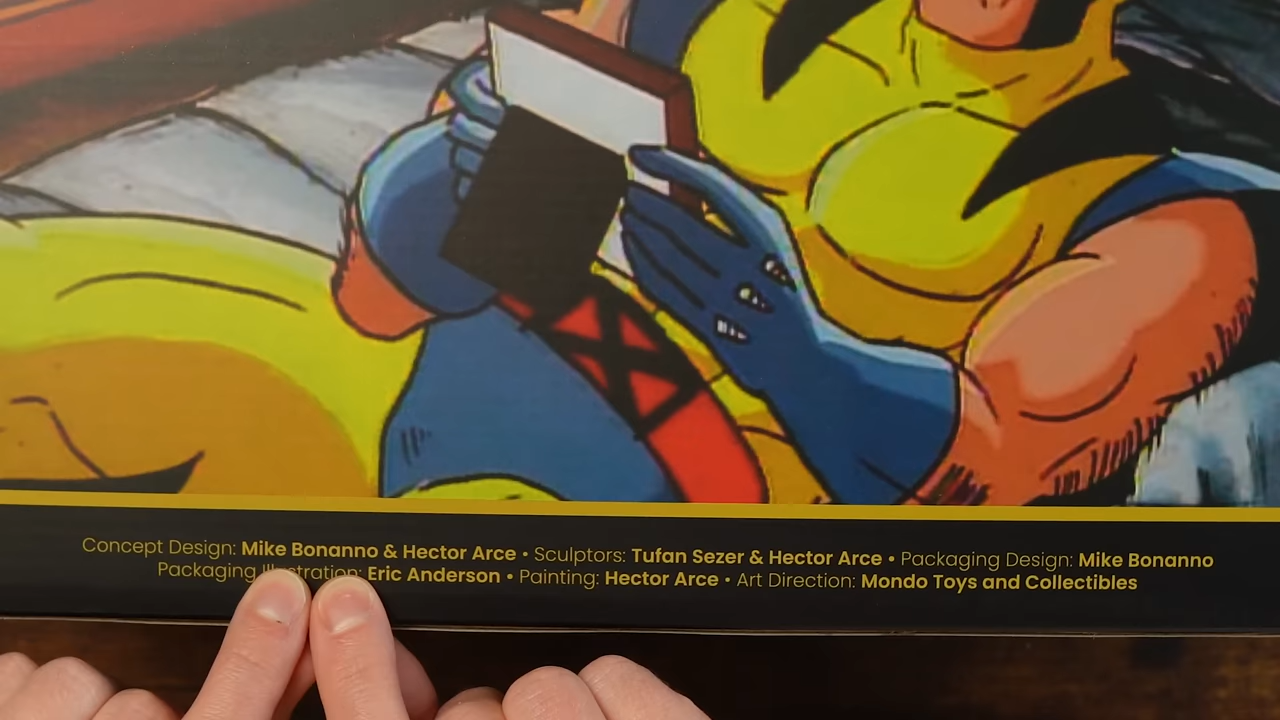 Concept Design: Mike Bonanno & Hector Arce • Sculptors: Tufan Sezer & Hector Arce • Packaging Design: Mike Bonanno
Packaging Illustration: Eric Anderson • Painting: Hector Arce • Art Direction: Mondo Toys and Collectibles